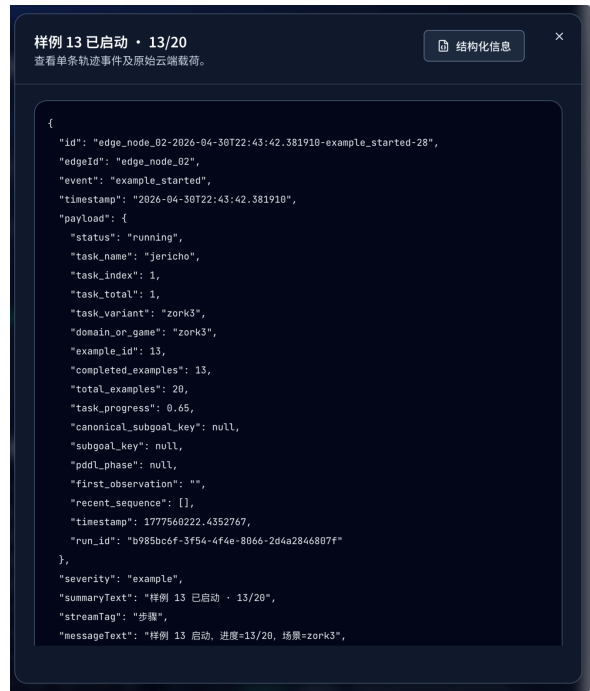 样例 13 已启动 · 13/20
结构化信息
查看单条轨迹事件及原始云端载荷。
{
"id": "edge_node_02-2026-04-30T22:43:42.381910-example_started-28",
"edgeId": "edge_node_02",
"event": "example_started",
"timestamp": "2026-04-30T22:43:42.381910",
"payload": {
"status": "running",
"task_name": "jericho",
"task_index": 1,
"task_total": 1,
"task_variant": "zork3",
"domain_or_game": "zork3",
"example_id": 13,
"completed_examples": 13,
"total_examples": 20,
"task_progress": 0.65,
"canonical_subgoal_key": null,
"subgoal_key": null,
"pddl_phase": null,
"first_observation": "",
"recent_sequence": [],
"timestamp": 1777560222.4352767,
"run_id": "b985bc6f-3f54-4f4e-8066-2d4a2846807f"
},
"severity": "example",
"summaryText": "样例 13 已启动 · 13/20",
"streamTag": "步骤",
"messageText": "样例 13 启动，进度=13/20，场景=zork3",